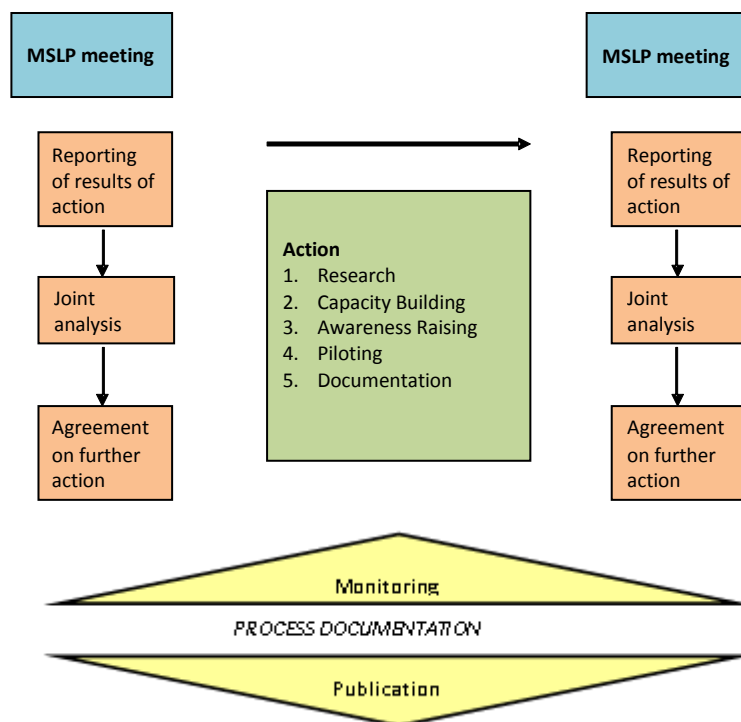 MSLP meeting
Reporting
of results of
action
Joint
analysis
Agreement
on further
action
Action
1. Research
2. Capacity Building
3. Awareness Raising
4. Piloting
5. Documentation
MSLP meeting
Reporting
of results of
action
Joint
analysis
Agreement
on further
action
Monitoring
PROCESS DOCUMENTATION
Publication